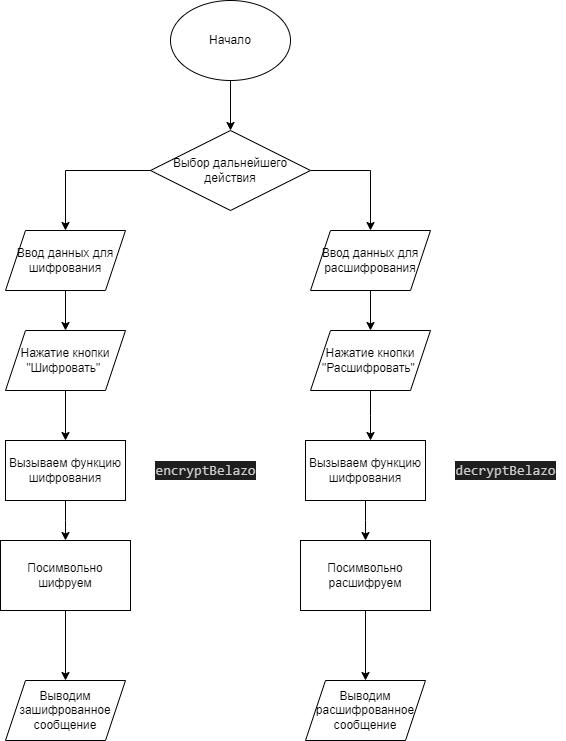 Начало
Выбор дальнейшего
действия
Ввод данных для
шифрования
Ввод данных для
расшифрования
Нажатие кнопки
"Шифровать"
Нажатие кнопки
"Расшифровать"
Вызываем функцию
шифрования
encryptBelazo
Вызываем функцию
шифрования
decryptBelazo
Посимвольно
шифруем
Посимвольно
расшифруем
Выводим
зашифрованное
сообщение
Выводим
расшифрованное
сообщение